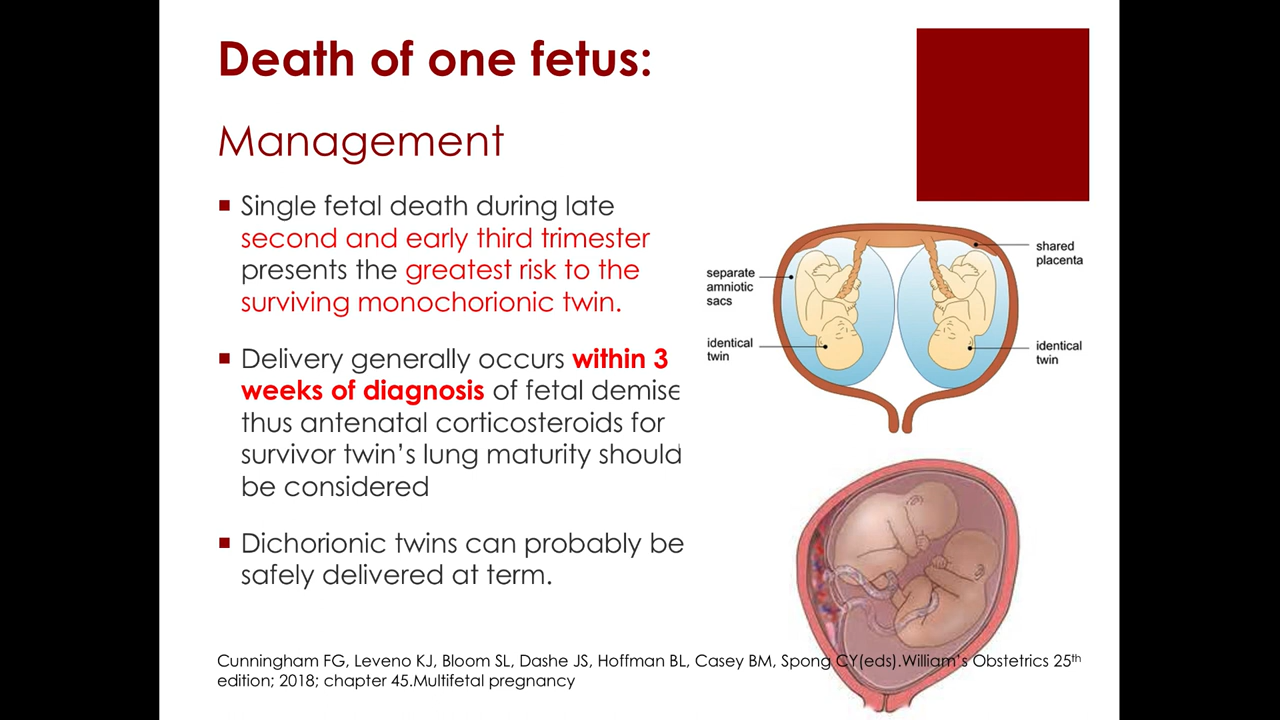 Death of one fetus:
Management
Single fetal death during late
second and early third trimester
presents the greatest risk to the
surviving monochorionic twin.
Delivery generally occurs within 3
weeks of diagnosis of fetal demise
thus antenatal corticosteroids for
survivor twin's lung maturity should
be considered
Dichorionic twins can probably be
safely delivered at term.
separate
amniotic
sacs
shared
placenta
identical
twin
identical
twin
Cunningham FG, Leveno KJ, Bloom SL, Dashe JS, Hoffman BL, Casey BM, Spong CY(eds).William's Obstetrics 25th
edition; 2018; chapter 45.Multifetal pregnancy